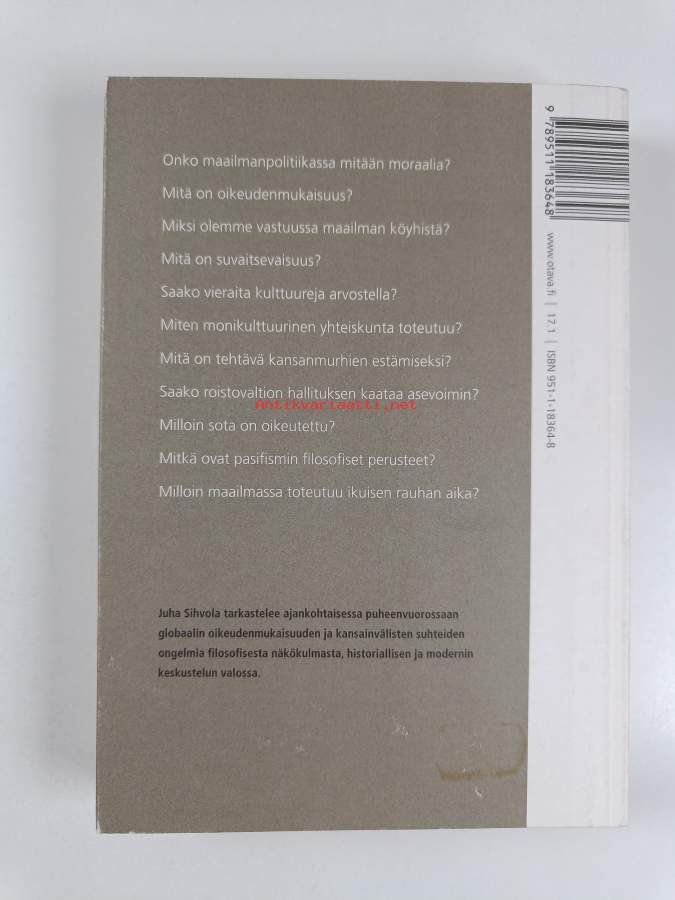 Onko maailmanpolitiikassa mitään moraalia?
Mitä on oikeudenmukaisuus?
Miksi olemme vastuussa maailman köyhistä?
Mitä on suvaitsevaisuus?
Saako vieraita kulttuureja arvostella?
Miten monikulttuurinen yhteiskunta toteutuu?
Mitä on tehtävä kansanmurhien estämiseksi?
Saako roistovaltion hallituksen kaataa asevoimin?
Antikvariaatti.net
Milloin sota on oikeutettu?
Mitkä ovat pasifismin filosofiset perusteet?
Milloin maailmassa toteutuu ikuisen rauhan aika?
Juha Sihvola tarkastelee ajankohtaisessa puheenvuorossaan
globaalin oikeudenmukaisuuden ja kansainvälisten suhteiden
ongelmia filosofisesta näkökulmasta, historiallisen ja modernin
keskustelun valossa.
9 789511 183648
www.otava.fi | 17.1 | ISBN 951-1-18364-8